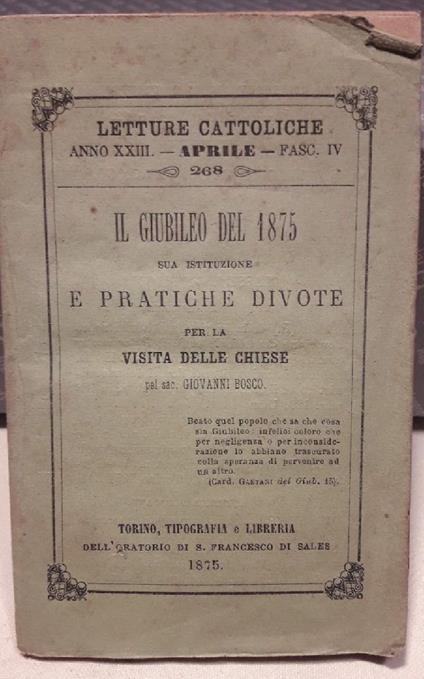 LETTURE CATTOLICHE
ANNO XXIII. — APRILE — FASC. IV
268
IL GIUBILEO DEL 1875
SUA ISTITUZIONE
E PRATICHE DIVOTE
PER LA
VISITA DELLE CHIESE
pel sac. GIOVANNI BOSCO.
Beato quel popolo che sa che cosa
sia Giubileo: infelici coloro che
per negligenza o per inconside-
razione lo abbiano trascurato
colla speranza di pervenire ad
un altro.
(Card. GAETANI del Giub. 15).
TORINO, TIPOGRAFIA e LIBRERIA
DELL'ORATORIO DI S. FRANCESCO DI SALES
1875.